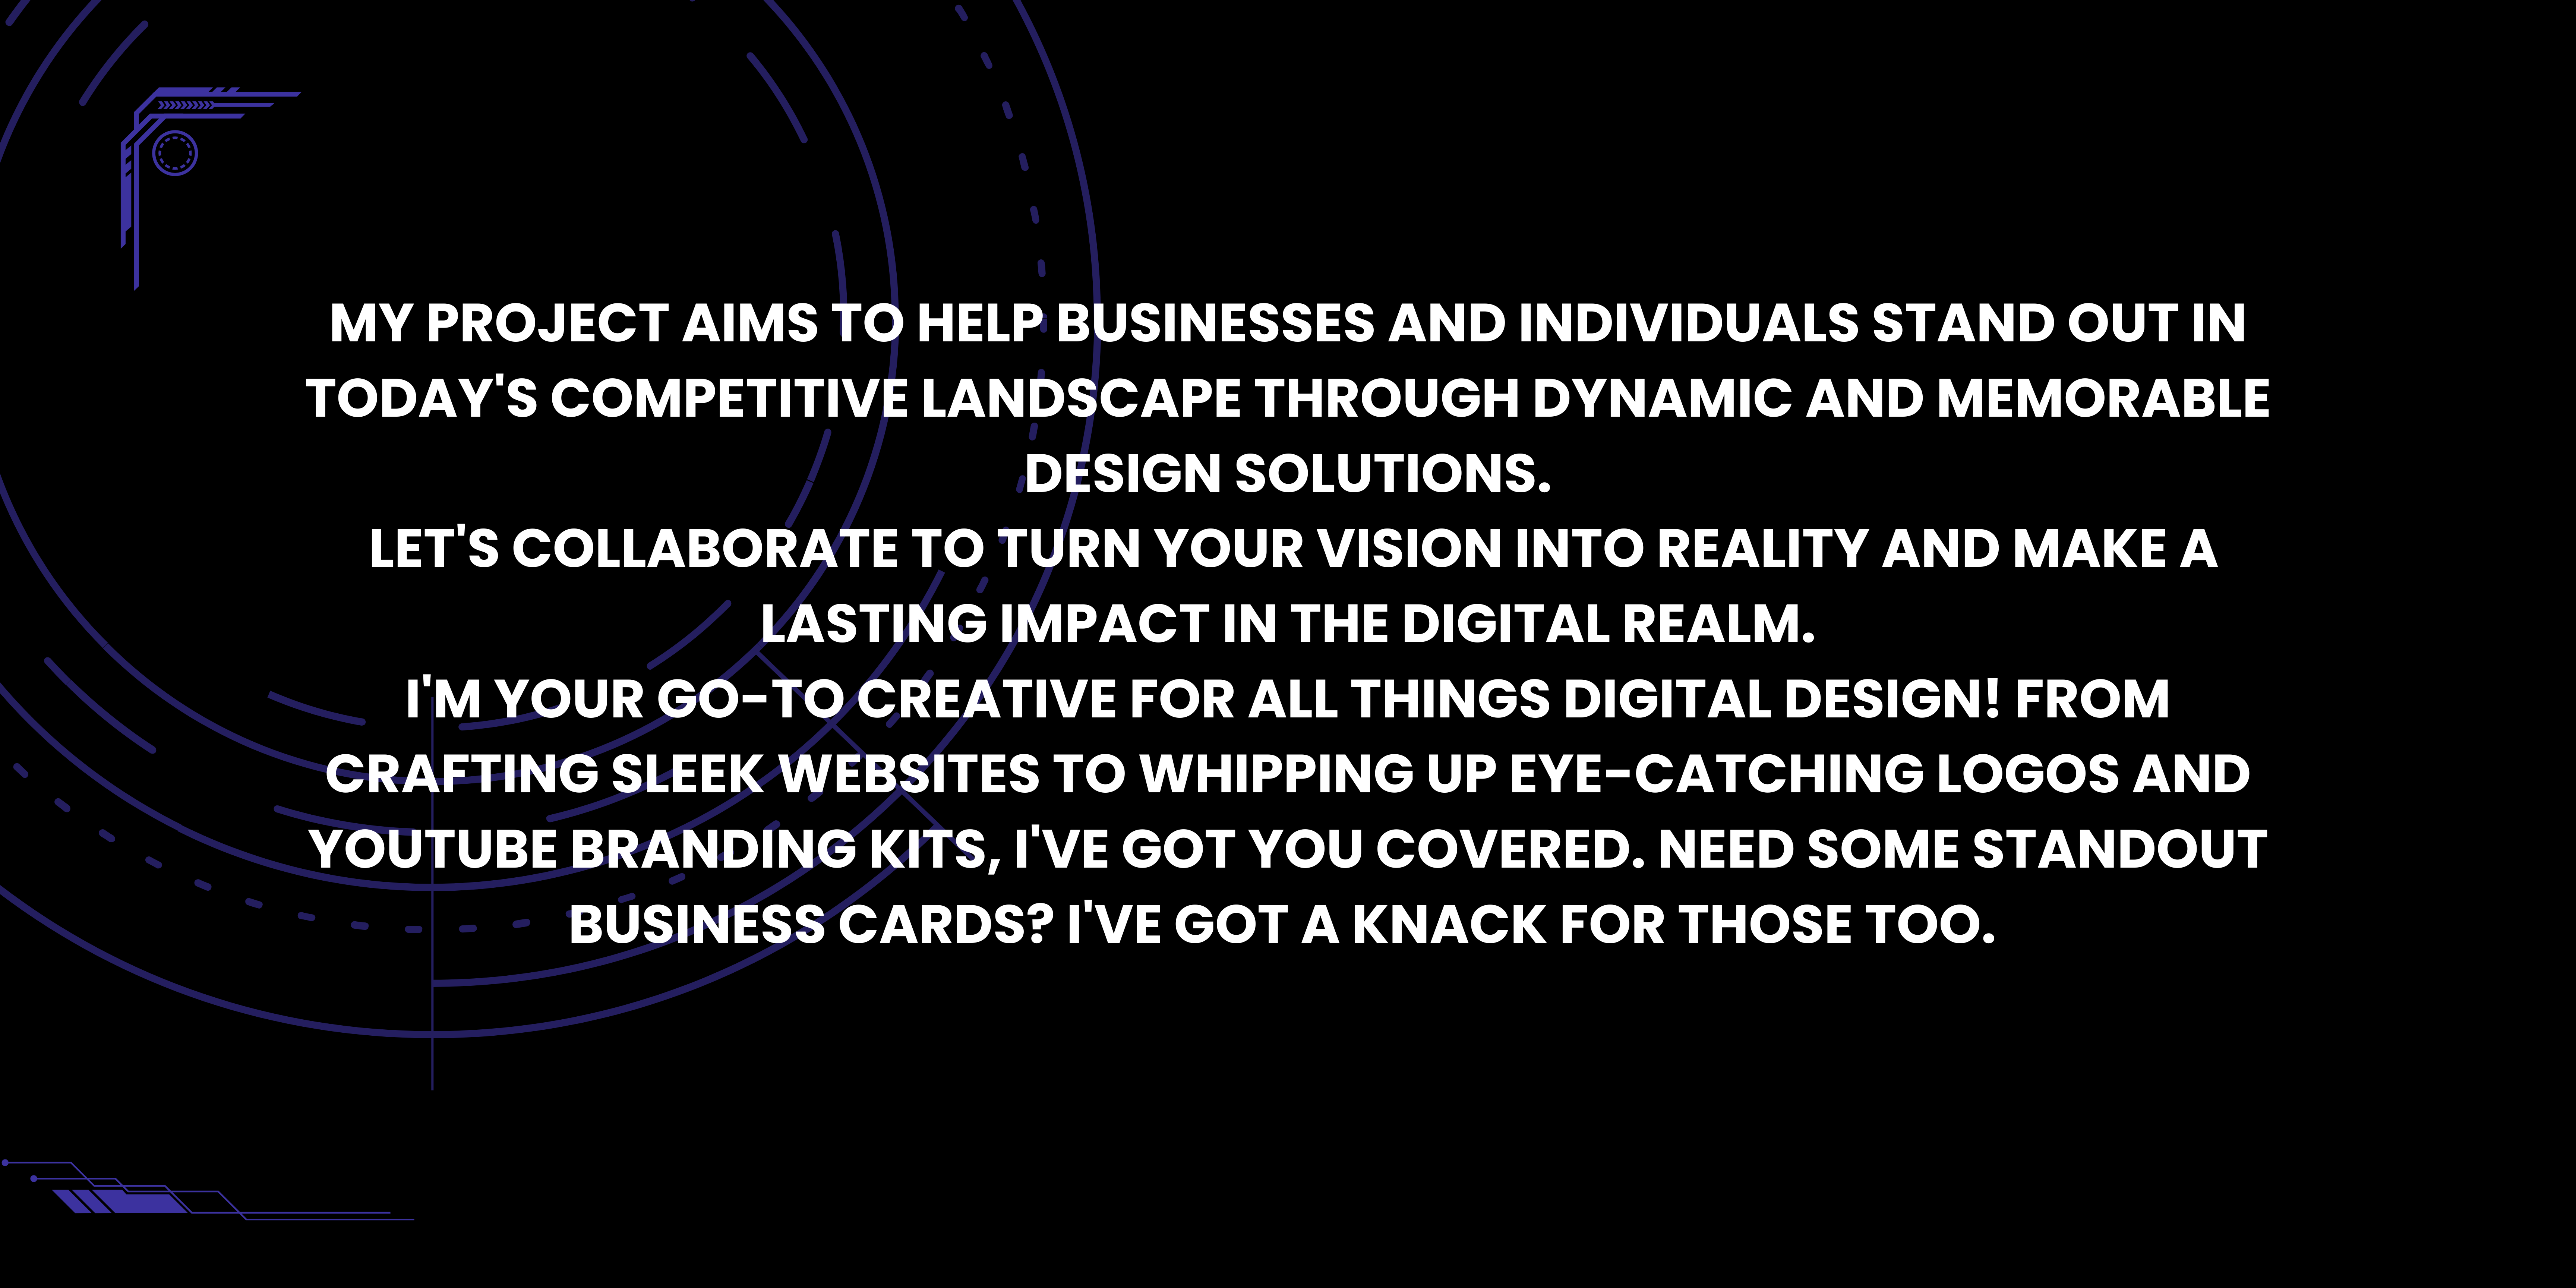 MY PROJECT AIMS TO HELP BUSINESSES AND INDIVIDUALS STAND OUT IN
TODAY'S COMPETITIVE LANDSCAPE THROUGH DYNAMIC AND MEMORABLE
DESIGN SOLUTIONS.
LET'S COLLABORATE TO TURN YOUR VISION INTO REALITY AND MAKE A
LASTING IMPACT IN THE DIGITAL REALM.
I'M YOUR GO-TO CREATIVE FOR ALL THINGS DIGITAL DESIGN! FROM
CRAFTING SLEEK WEBSITES TO WHIPPING UP EYE-CATCHING LOGOS AND
YOUTUBE BRANDING KITS, I'VE GOT YOU COVERED. NEED SOME STANDOUT
BUSINESS CARDS? I'VE GOT A KNACK FOR THOSE TOO.